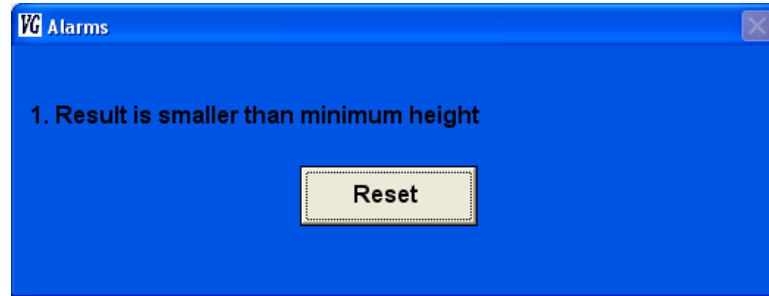 VG Alarms
1. Result is smaller than minimum height
Reset